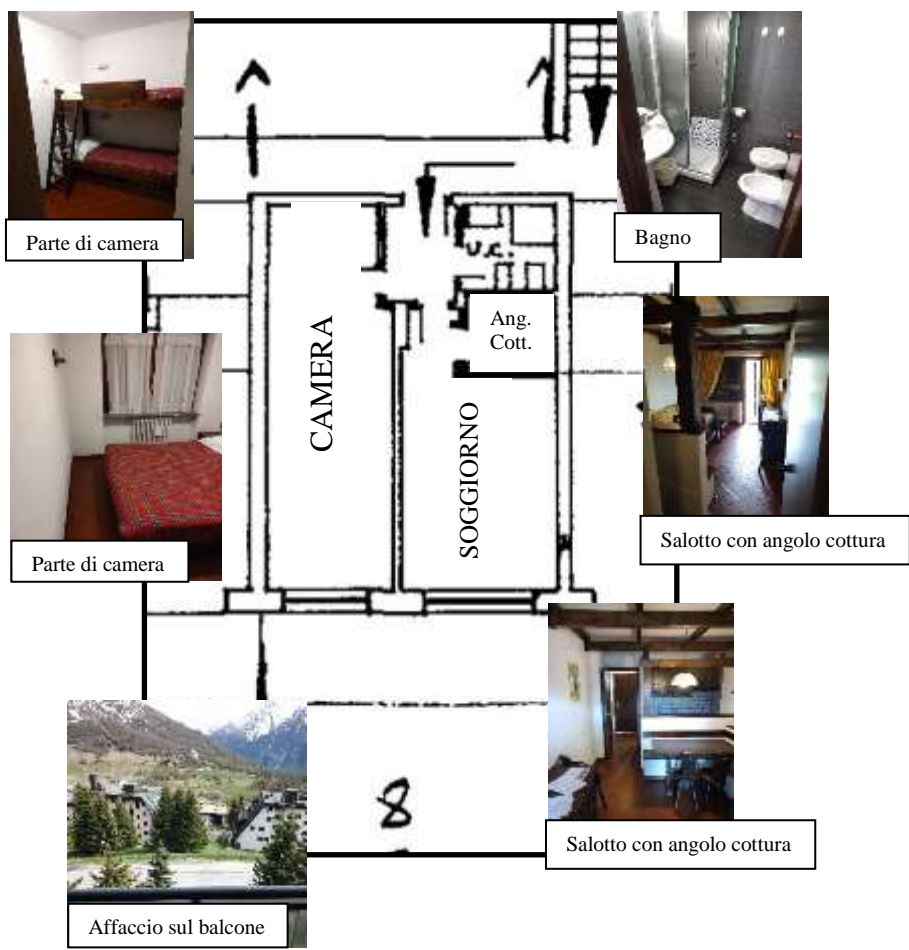 Parte di camera
Bagno
v.c.
Ang.
Cott.
CAMERA
SOGGIORNO
Parte di camera
Salotto con angolo cottura
8
Salotto con angolo cottura
Affaccio sul balcone